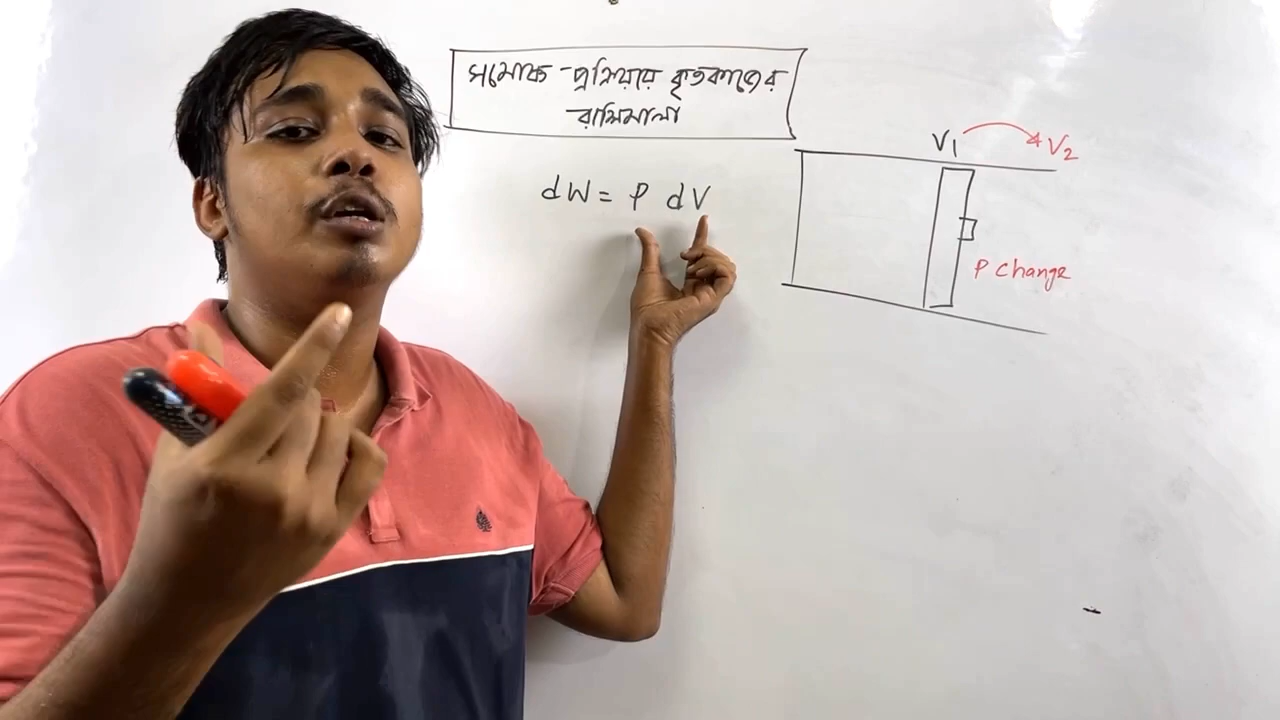 সমোষ্ণ প্রক্রিয়ায় কৃতকাজের
রাশিমালা
dW = P dV
V₁ V₂
P change